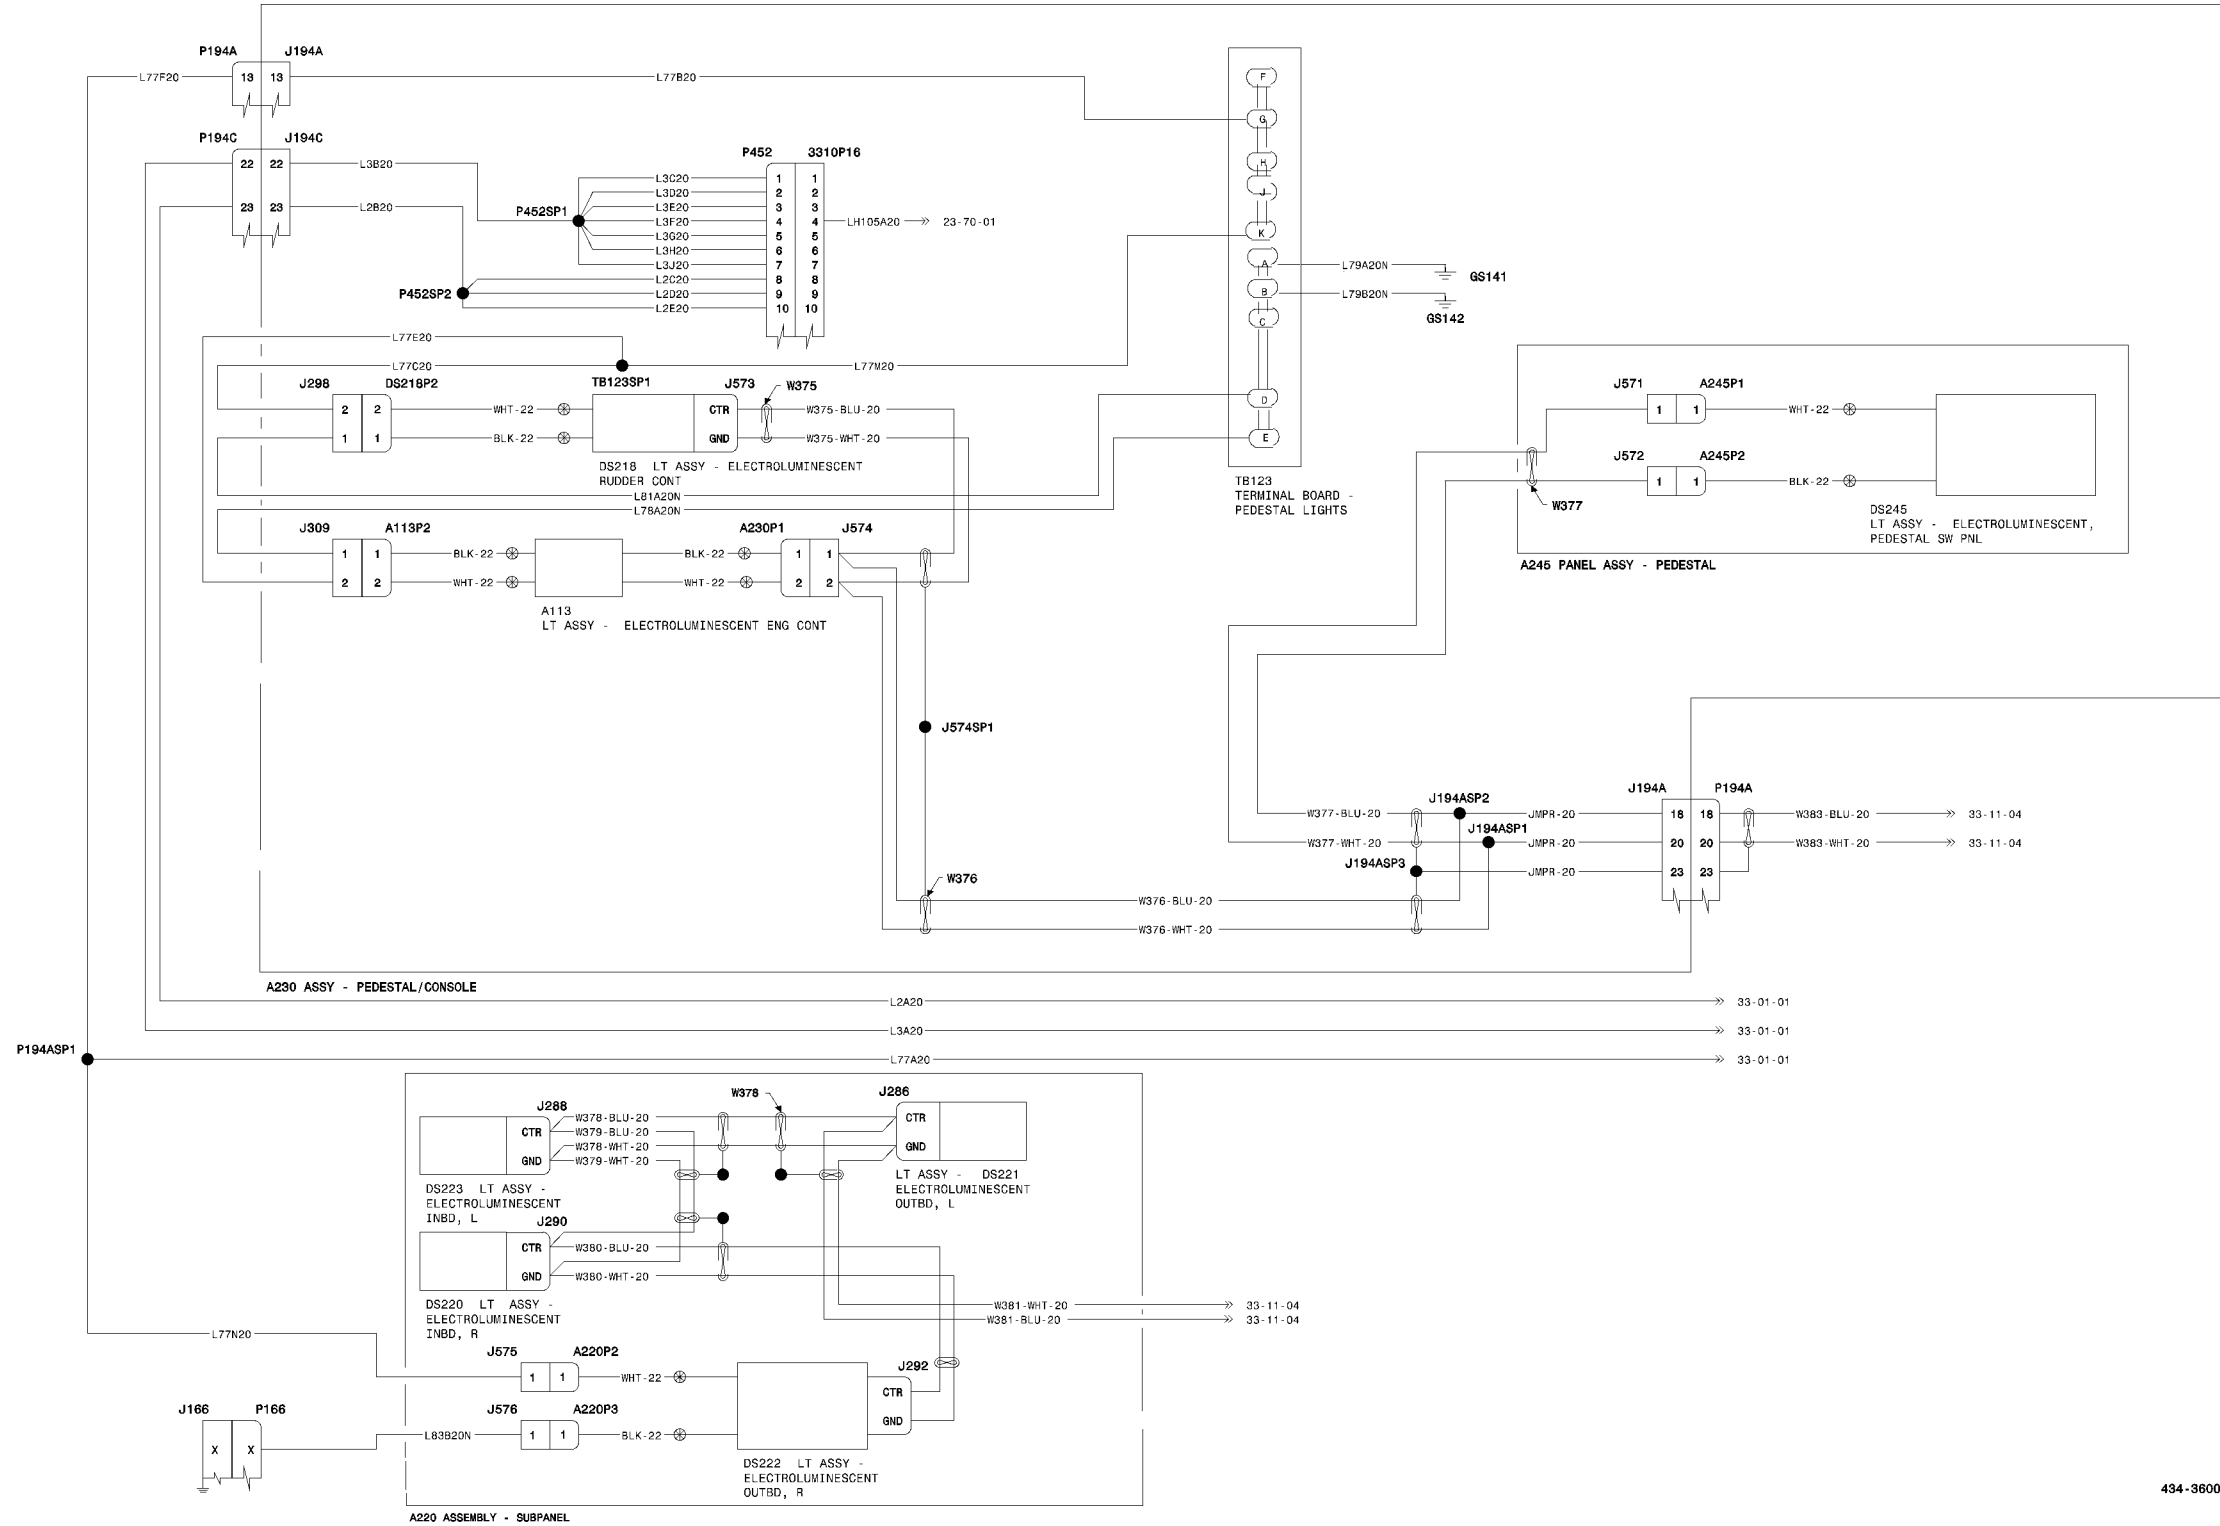 P194A J194A
L77F20 13 13 L77B20
P194C J194C
22 22 L3B20
23 23 L2B20
P452 3310P16
P452SP1
L3C20 1 1
L3D20 2 2
L3E20 3 3
L3F20 4 4 LH105A20 23-70-01
L3G20 5 5
L3H20 6 6
L3J20 7 7
L2C20 8 8
P452SP2 L2D20 9 9
L2E20 10 10
F
G
H
J
K
A L79A20N GS141
B L79B20N GS142
C
D
E
TB123
TERMINAL BOARD -
PEDESTAL LIGHTS
L77E20
L77C20 L77M20
J298 DS218P2 TB123SP1 J573 W375
2 2 WHT-22 CTR W375-BLU-20
1 1 BLK-22 GND W375-WHT-20
DS218 LT ASSY - ELECTROLUMINESCENT
RUDDER CONT
L81A20N
L78A20N
J309 A113P2 A230P1 J574
1 1 BLK-22 BLK-22 1 1
2 2 WHT-22 WHT-22 2 2
A113
LT ASSY - ELECTROLUMINESCENT ENG CONT
J574SP1
W376
W376-BLU-20
W376-WHT-20
J571 A245P1
1 1 WHT-22
J572 A245P2
1 1 BLK-22
W377
DS245
LT ASSY - ELECTROLUMINESCENT,
PEDESTAL SW PNL
A245 PANEL ASSY - PEDESTAL
J194A P194A
J194ASP2
W377-BLU-20 JMPR-20 18 18 W383-BLU-20 33-11-04
J194ASP1
W377-WHT-20 JMPR-20 20 20 W383-WHT-20 33-11-04
J194ASP3 JMPR-20 23 23
A230 ASSY - PEDESTAL/CONSOLE
L2A20 33-01-01
L3A20 33-01-01
P194ASP1 L77A20 33-01-01
J288 W378 J286
W378-BLU-20 CTR
CTR W379-BLU-20
W378-WHT-20 GND
GND W379-WHT-20
DS223 LT ASSY -
ELECTROLUMINESCENT
INBD, L
LT ASSY - DS221
ELECTROLUMINESCENT
OUTBD, L
J290
CTR W380-BLU-20
GND W380-WHT-20
DS220 LT ASSY -
ELECTROLUMINESCENT
INBD, R
W381-WHT-20 33-11-04
W381-BLU-20 33-11-04
L77N20
J575 A220P2 J292
1 1 WHT-22 CTR
J166 P166 J576 A220P3 GND
X X L83B20N 1 1 BLK-22
DS222 LT ASSY -
ELECTROLUMINESCENT
OUTBD, R
A220 ASSEMBLY - SUBPANEL
434-3600